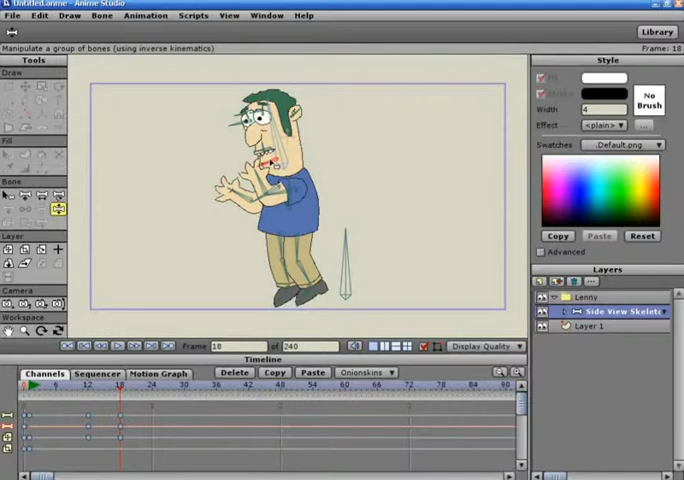 Untitled.anme - Anime Studio
File Edit Draw Bone Animation Scripts View Window Help
Library
Manipulate a group of bones (using inverse kinematics)
Frame: 18
Tools
Draw
Fill
Bone
Layer
Camera
Workspace
Style
Fill
Stroke
Width 4
No Brush
Effect <plain> ...
Swatches Default.png
Copy Paste Reset
Advanced
Layers
Lenny
Side View Skelet
Layer 1
Frame 18 of 240
Display Quality
Timeline
Channels Sequencer Motion Graph Delete Copy Paste Onionskins
0 6 12 18 24 30 36 42 48 54 60 66 72 78 84 90